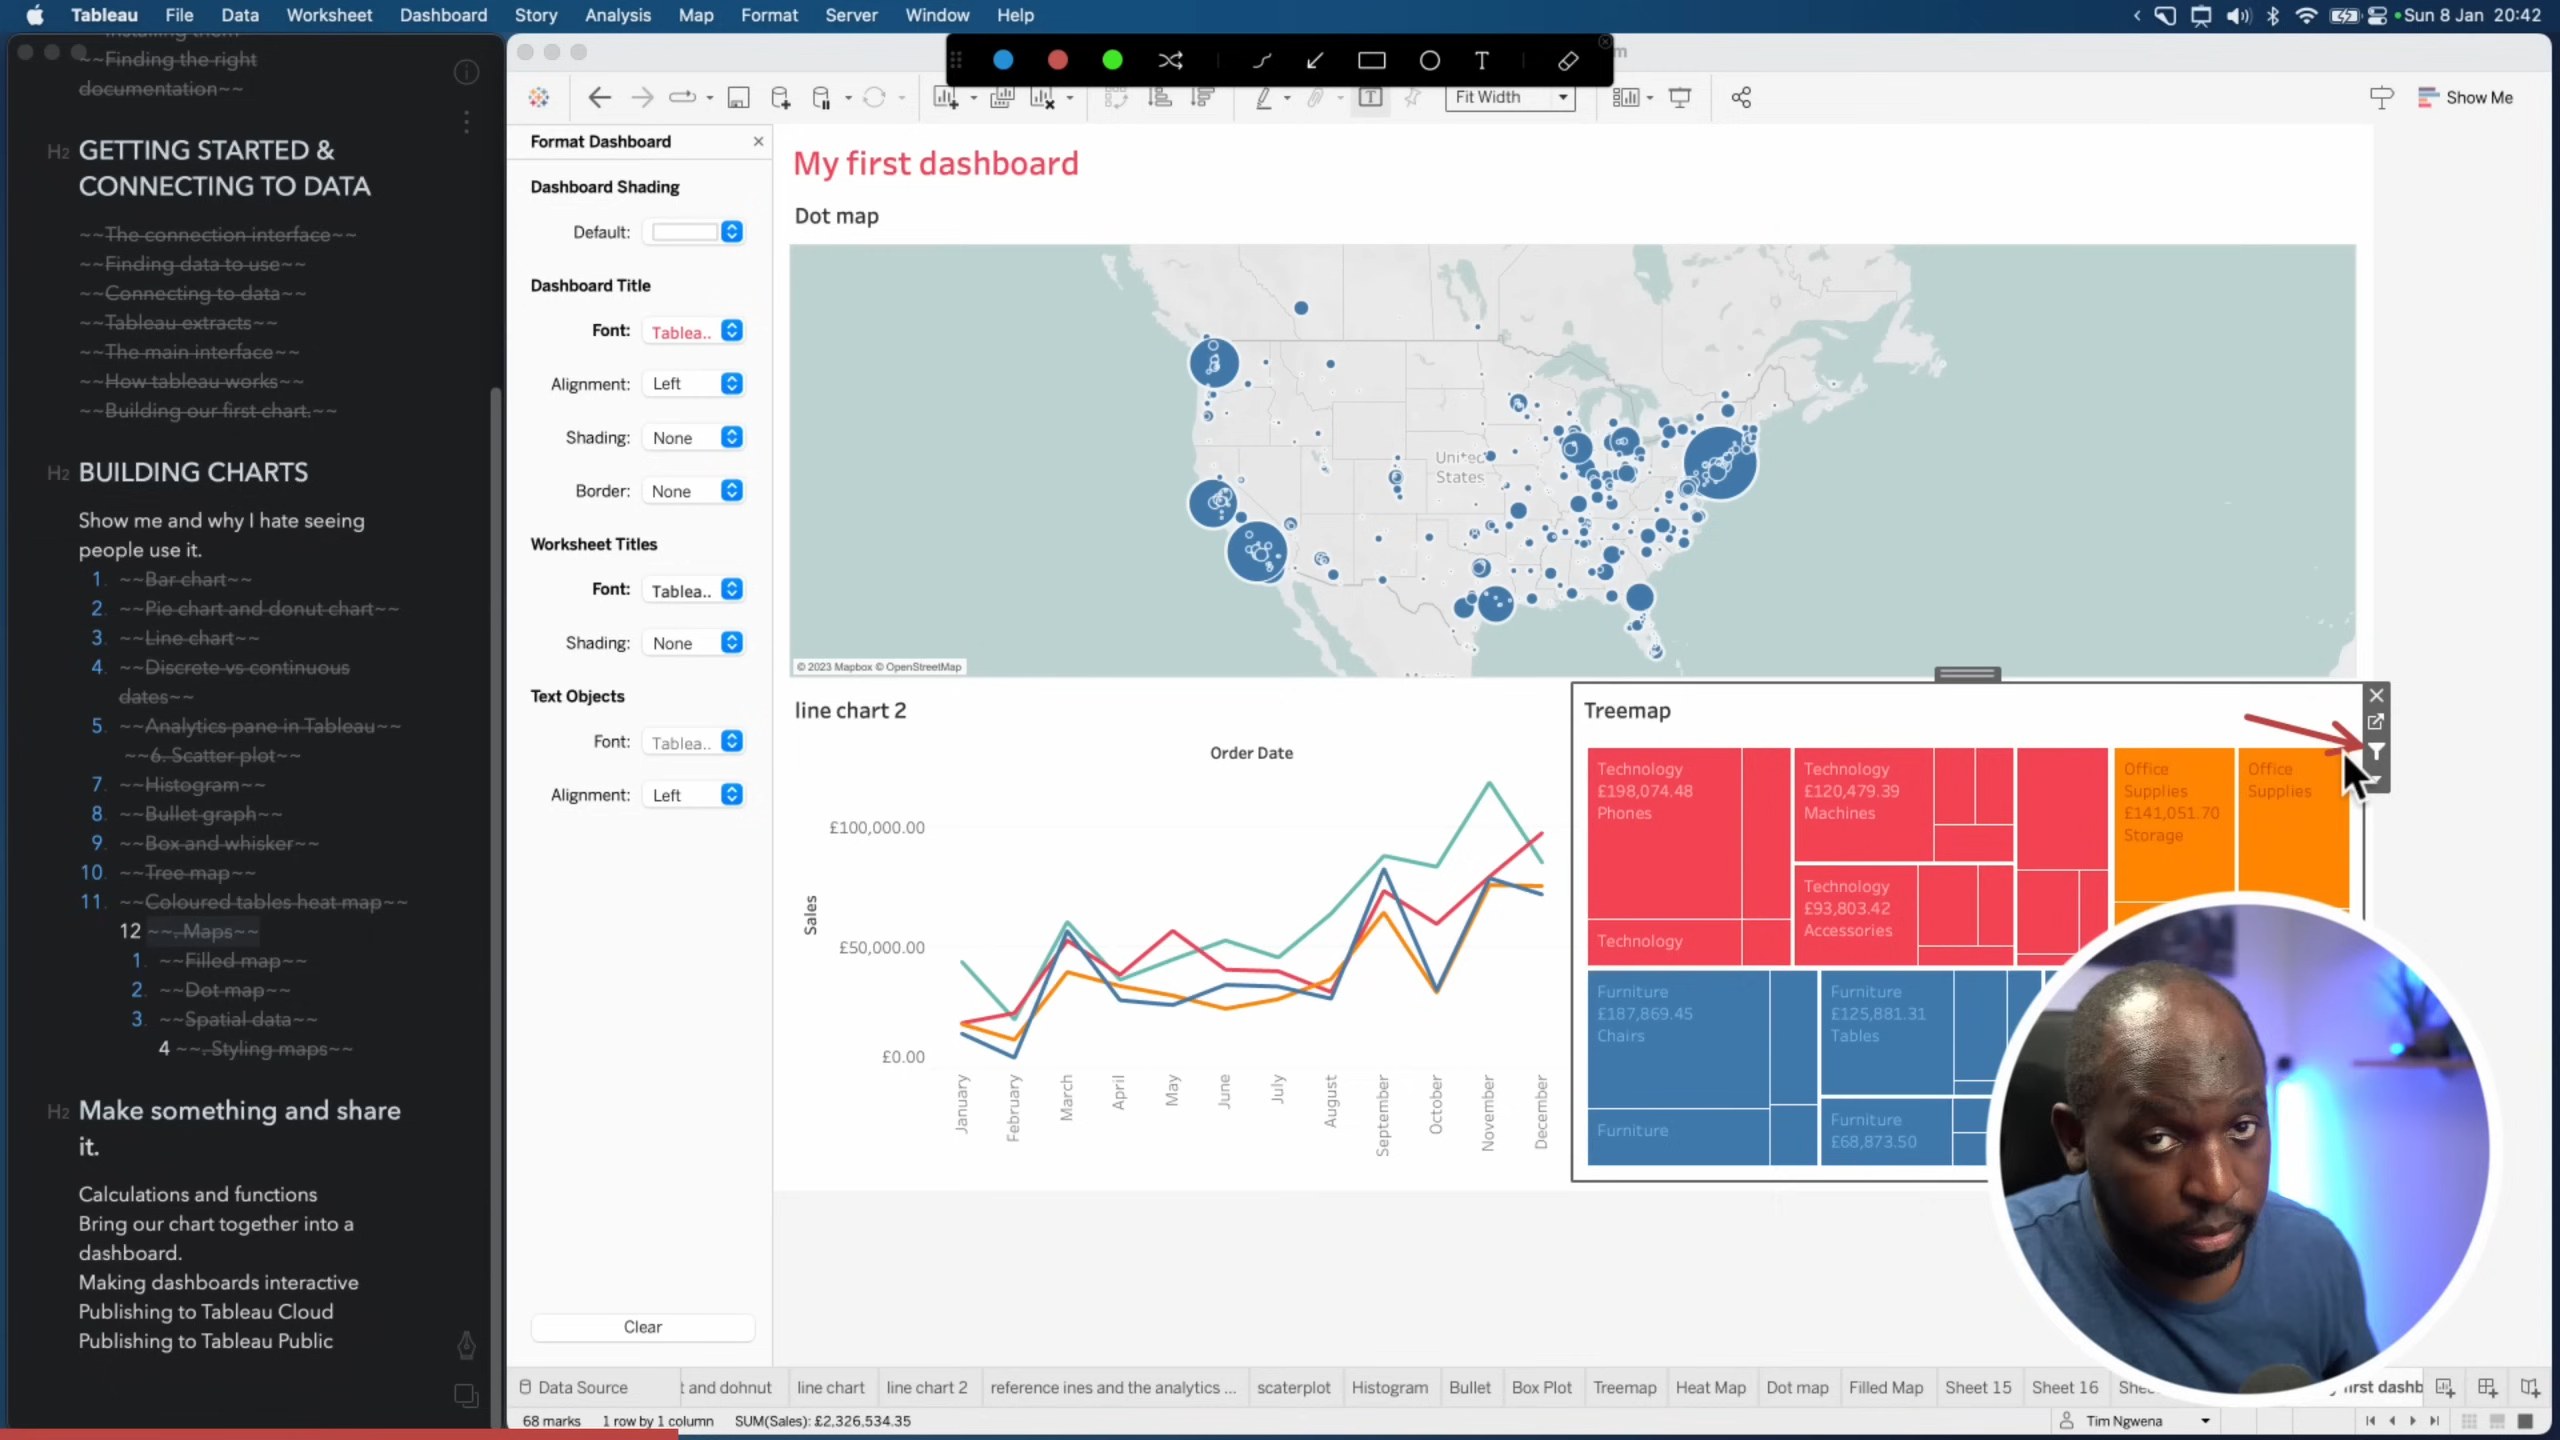 Tableau File Data Worksheet Dashboard Story Analysis Map Format Server Window Help
Sun 8 Jan 20:42
~~Finding the right
documentation~~
H2 GETTING STARTED &
CONNECTING TO DATA
~~The connection interface~~
~~Finding data to use~~
~~Connecting to data~~
~~Tableau extracts~~
~~The main interface~~
~~How tableau works~~
~~Building our first chart.~~
H2 BUILDING CHARTS
Show me and why I hate seeing
people use it.
1. ~~Bar chart~~
2. ~~Pie chart and donut chart~~
3. ~~Line chart~~
4. ~~Discrete vs continuous
dates~~
5. ~~Analytics pane in Tableau~~
~~6. Scatter plot~~
7. ~~Histogram~~
8. ~~Bullet graph~~
9. ~~Box and whisker~~
10. ~~Tree map~~
11. ~~Coloured tables heat map~~
12 ~~. Maps~~
1. ~~Filled map~~
2. ~~Dot map~~
3. ~~Spatial data~~
4 ~~. Styling maps~~
H2 Make something and share
it.
Calculations and functions
Bring our chart together into a
dashboard.
Making dashboards interactive
Publishing to Tableau Cloud
Publishing to Tableau Public
Fit Width
Show Me
Format Dashboard
Dashboard Shading
Default:
Dashboard Title
Font: Tablea..
Alignment: Left
Shading: None
Border: None
Worksheet Titles
Font: Tablea..
Shading: None
Text Objects
Font: Tablea..
Alignment: Left
Clear
My first dashboard
Dot map
United
States
© 2023 Mapbox © OpenStreetMap
line chart 2
Order Date
Sales
£100,000.00
£50,000.00
£0.00
January
February
March
April
May
June
July
August
September
October
November
December
Treemap
Technology
£198,074.48
Phones
Technology
£120,479.39
Machines
Office
Supplies
£141,051.70
Storage
Office
Supplies
Technology
£93,803.42
Accessories
Technology
Furniture
£187,869.45
Chairs
Furniture
£125,881.31
Tables
Furniture
Furniture
£68,873.50
Data Source
t and dohnut
line chart
line chart 2
reference ines and the analytics ...
scaterplot
Histogram
Bullet
Box Plot
Treemap
Heat Map
Dot map
Filled Map
Sheet 15
Sheet 16
first dashb
68 marks 1 row by 1 column SUM(Sales): £2,326,534.35
Tim Ngwena